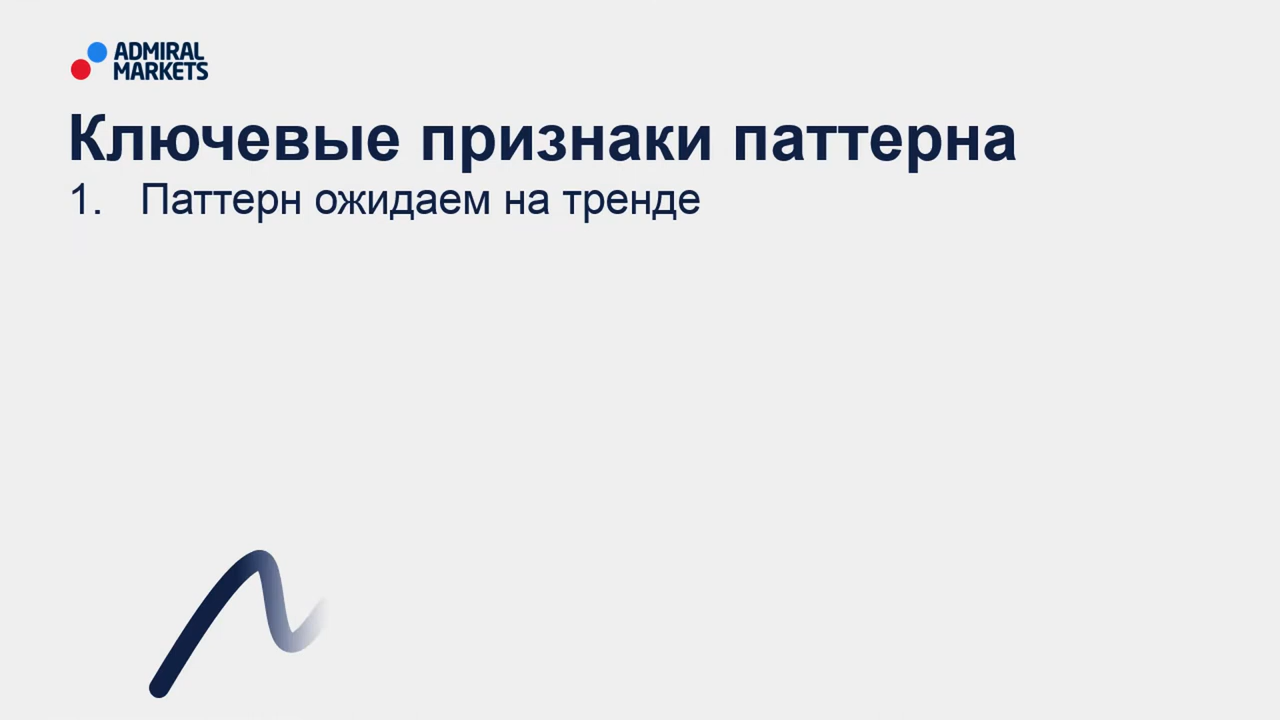 ADMIRAL
MARKETS
Ключевые признаки паттерна
1. Паттерн ожидаем на тренде